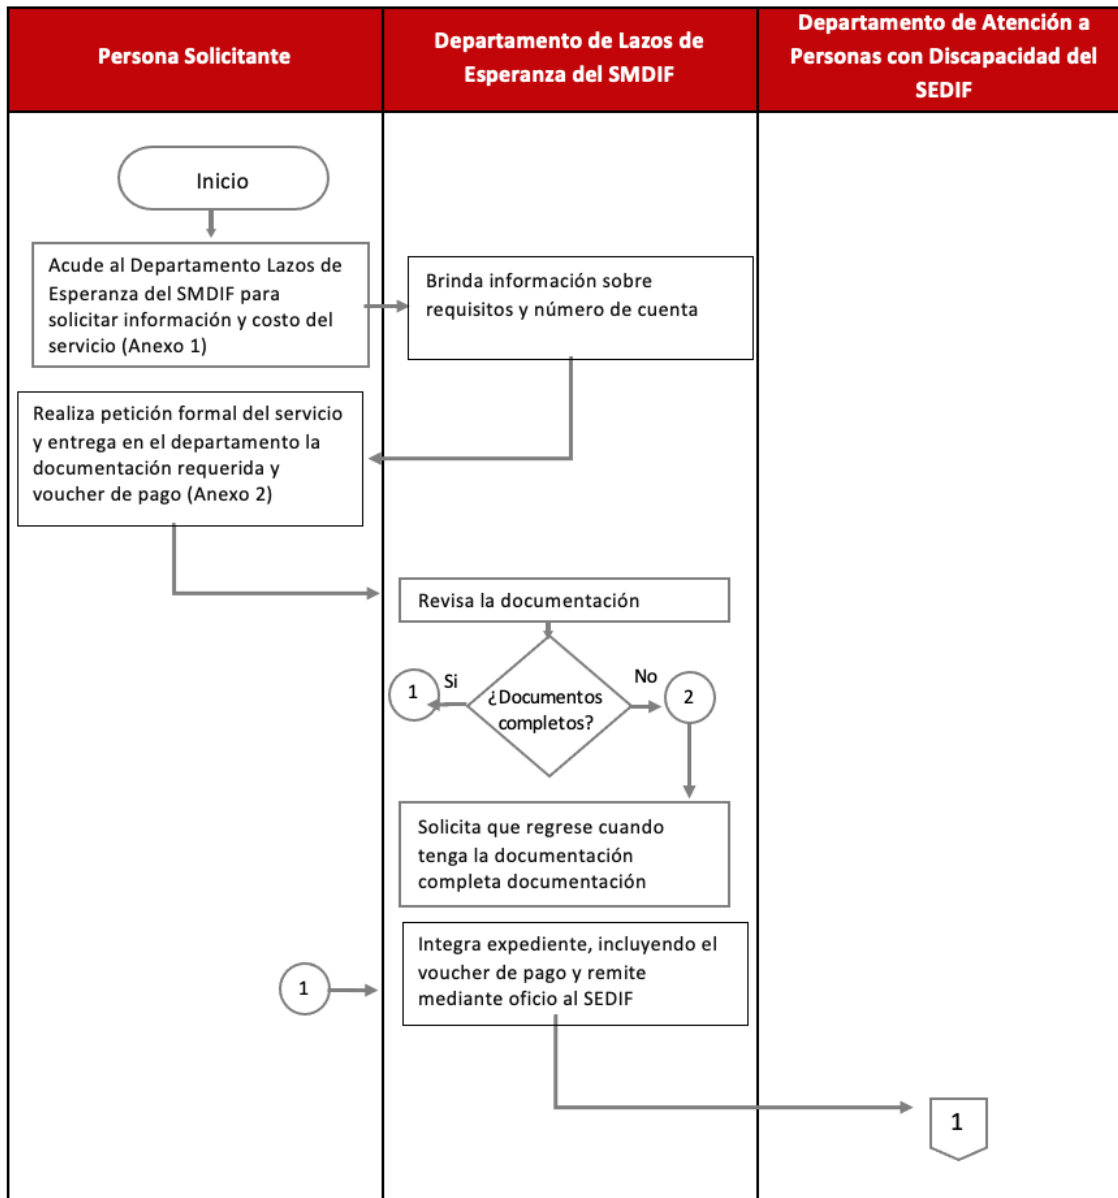 Persona Solicitante
Departamento de Lazos de
Esperanza del SMDIF
Departamento de Atención a
Personas con Discapacidad del
SEDIF
Inicio
Acude al Departamento Lazos de
Esperanza del SMDIF para
solicitar información y costo del
servicio (Anexo 1)
Brinda información sobre
requisitos y número de cuenta
Realiza petición formal del servicio
y entrega en el departamento la
documentación requerida y
voucher de pago (Anexo 2)
Revisa la documentación
1
Si
¿Documentos
completos?
No
2
Solicita que regrese cuando
tenga la documentación
completa documentación
1
Integra expediente, incluyendo el
voucher de pago y remite
mediante oficio al SEDIF
1